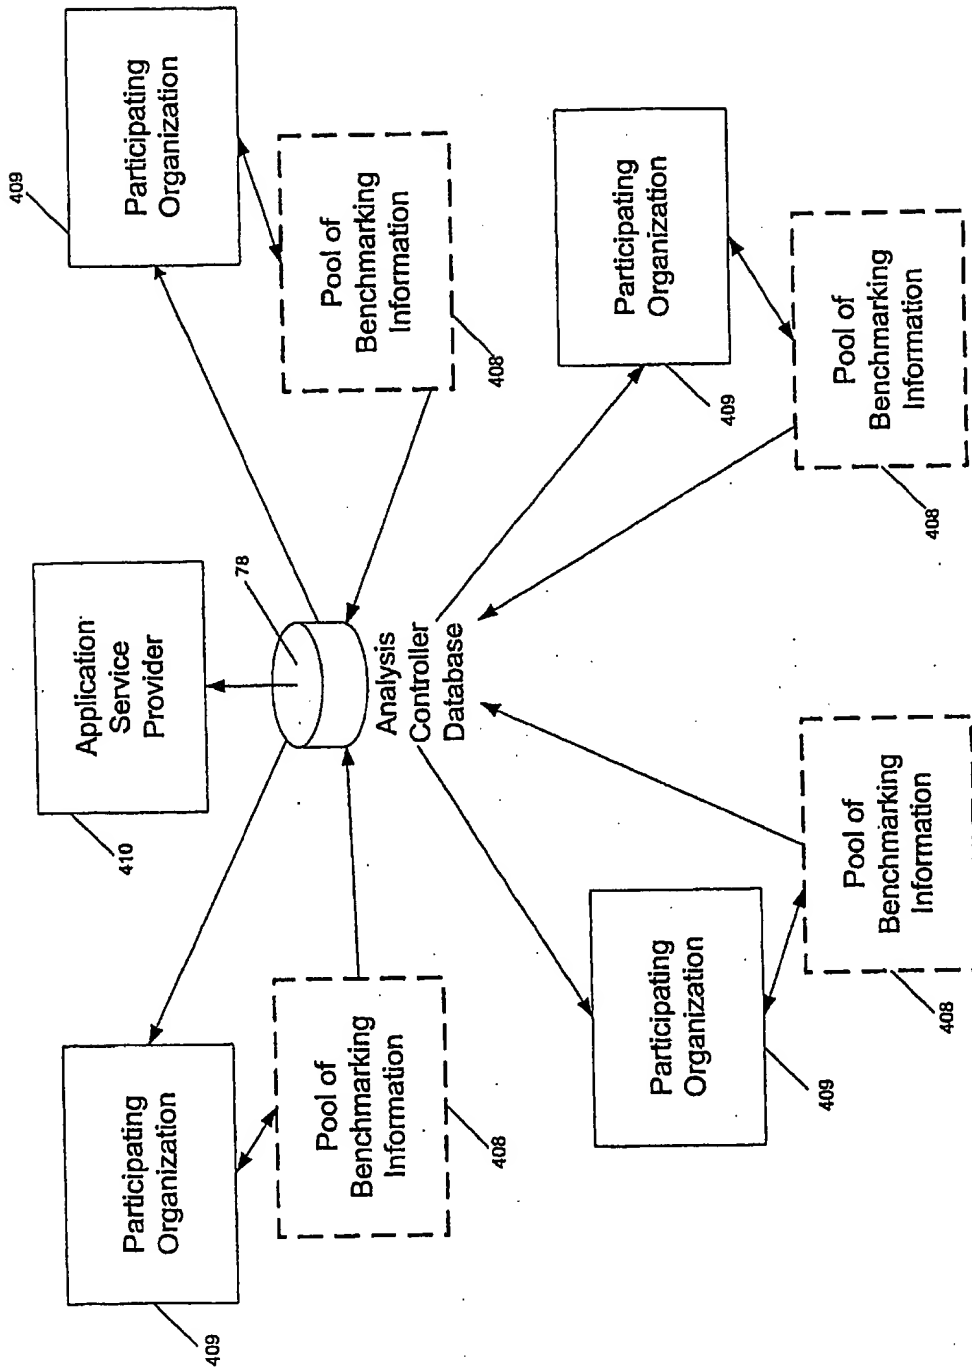 409
Participating
Organization
410
Application
Service
Provider
409
Participating
Organization
78
Pool of
Benchmarking
Information
408
Analysis
Controller
Database
Pool of
Benchmarking
Information
408
Participating
Organization
409
Participating
Organization
409
Pool of
Benchmarking
Information
408
Pool of
Benchmarking
Information
408